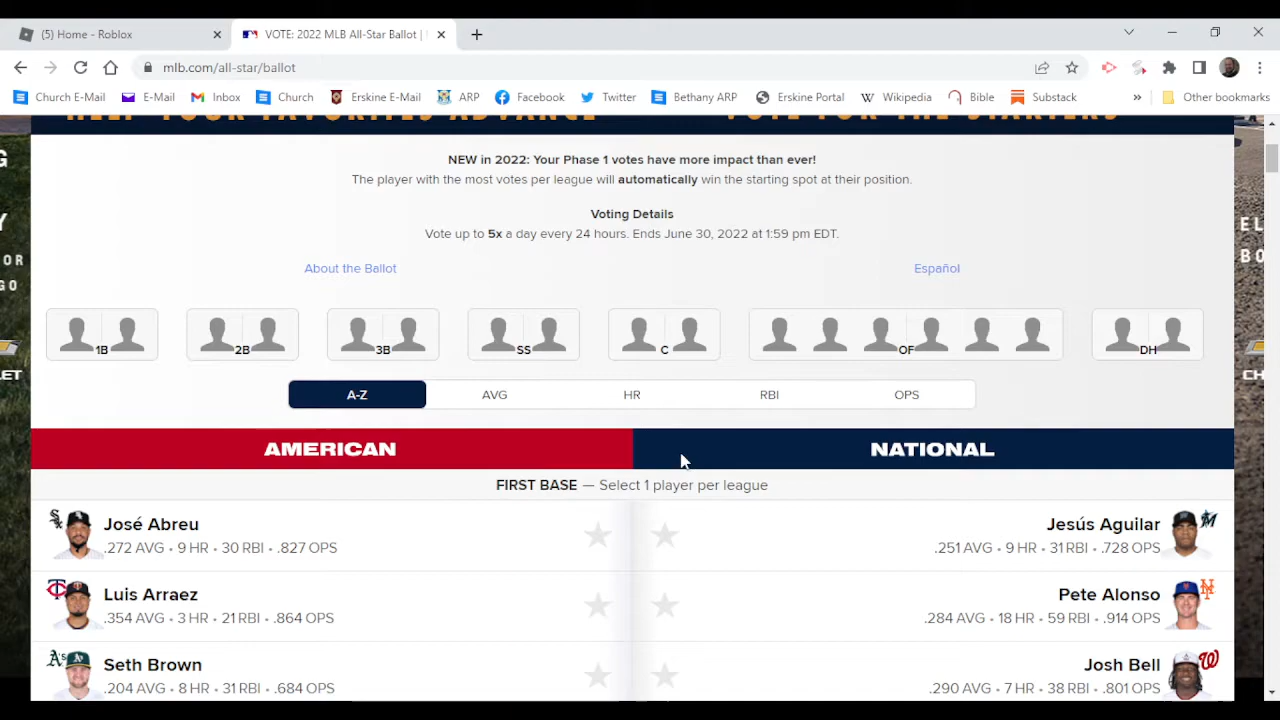 (5) Home - Roblox
VOTE: 2022 MLB All-Star Ballot |
mlb.com/all-star/ballot
Church E-Mail E-Mail Inbox Church Erskine E-Mail ARP Facebook Twitter Bethany ARP Erskine Portal Wikipedia Bible Substack » Other bookmarks
HELP YOUR FAVORITES ADVANCE VOTE FOR THE STARTERS
NEW in 2022: Your Phase 1 votes have more impact than ever!
The player with the most votes per league will automatically win the starting spot at their position.
Voting Details
Vote up to 5x a day every 24 hours. Ends June 30, 2022 at 1:59 pm EDT.
About the Ballot Español
1B 2B 3B SS C OF DH
A-Z AVG HR RBI OPS
AMERICAN NATIONAL
FIRST BASE — Select 1 player per league
José Abreu
.272 AVG • 9 HR • 30 RBI • .827 OPS
Jesús Aguilar
.251 AVG • 9 HR • 31 RBI • .728 OPS
Luis Arraez
.354 AVG • 3 HR • 21 RBI • .864 OPS
Pete Alonso
.284 AVG • 18 HR • 59 RBI • .914 OPS
Seth Brown
.204 AVG • 8 HR • 31 RBI • .684 OPS
Josh Bell
.290 AVG • 7 HR • 38 RBI • .801 OPS